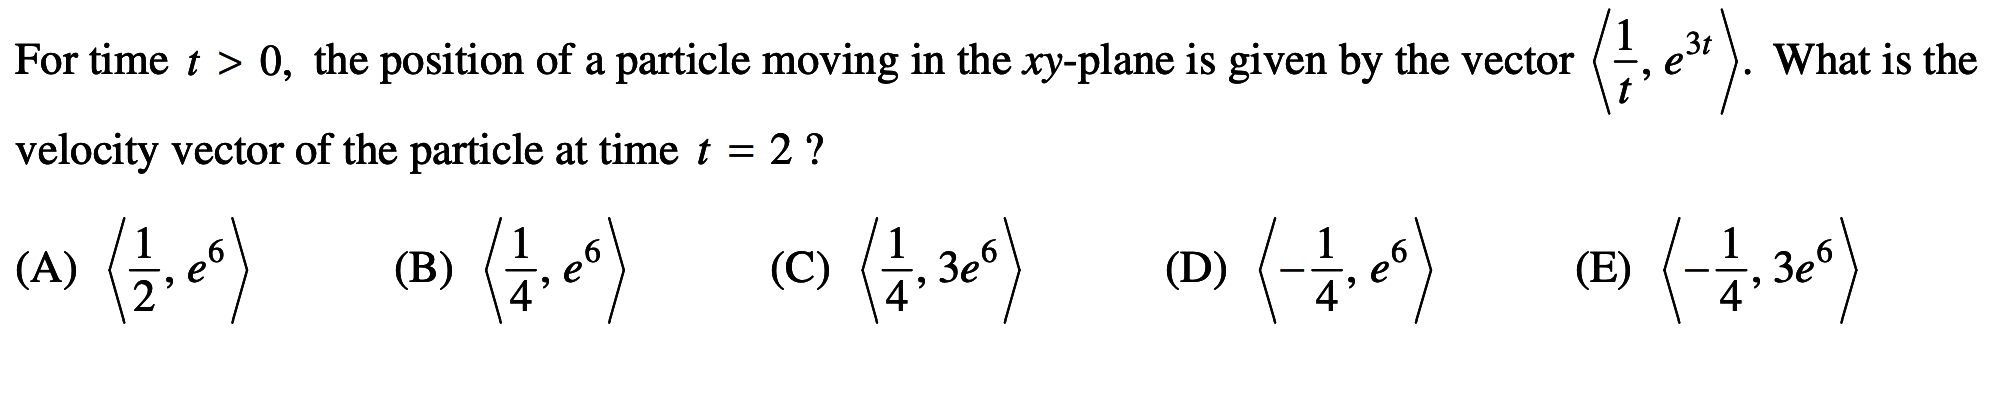 For time t > 0, the position of a particle moving in the xy-plane is given by the vector ⟨1/t, e^{3t}⟩. What is the
velocity vector of the particle at time t = 2 ?
(A) ⟨1/2, e^6⟩ (B) ⟨1/4, e^6⟩ (C) ⟨1/4, 3e^6⟩ (D) ⟨−1/4, e^6⟩ (E) ⟨−1/4, 3e^6⟩